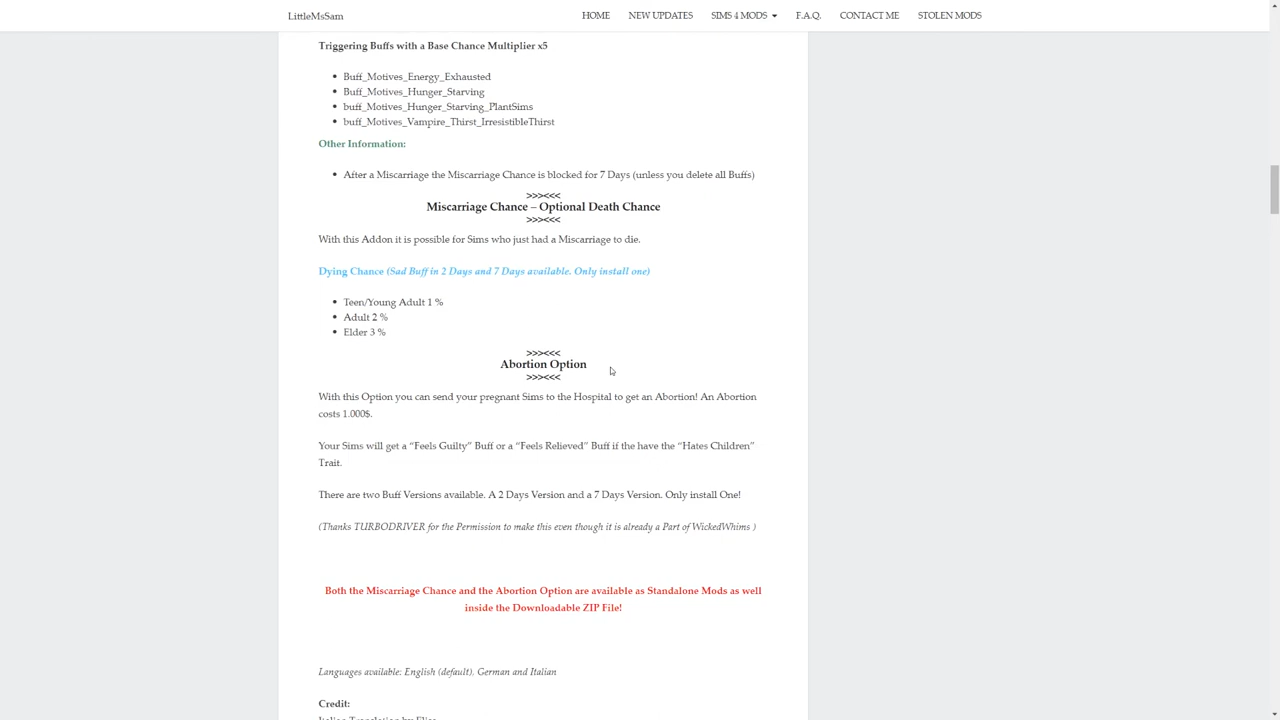 LittleMsSam
HOME NEW UPDATES SIMS 4 MODS F.A.Q. CONTACT ME STOLEN MODS
Triggering Buffs with a Base Chance Multiplier x5
• Buff_Motives_Energy_Exhausted
• Buff_Motives_Hunger_Starving
• buff_Motives_Hunger_Starving_PlantSims
• buff_Motives_Vampire_Thirst_IrresistibleThirst
Other Information:
• After a Miscarriage the Miscarriage Chance is blocked for 7 Days (unless you delete all Buffs)
>>><<<
Miscarriage Chance – Optional Death Chance
>>><<<
With this Addon it is possible for Sims who just had a Miscarriage to die.
Dying Chance (Sad Buff in 2 Days and 7 Days available. Only install one)
• Teen/Young Adult 1 %
• Adult 2 %
• Elder 3 %
>>><<<
Abortion Option
>>><<<
With this Option you can send your pregnant Sims to the Hospital to get an Abortion! An Abortion
costs 1.000$.
Your Sims will get a “Feels Guilty” Buff or a “Feels Relieved” Buff if the have the “Hates Children”
Trait.
There are two Buff Versions available. A 2 Days Version and a 7 Days Version. Only install One!
(Thanks TURBODRIVER for the Permission to make this even though it is already a Part of WickedWhims )
Both the Miscarriage Chance and the Abortion Option are available as Standalone Mods as well
inside the Downloadable ZIP File!
Languages available: English (default), German and Italian
Credit:
Italian Translation by Elisa